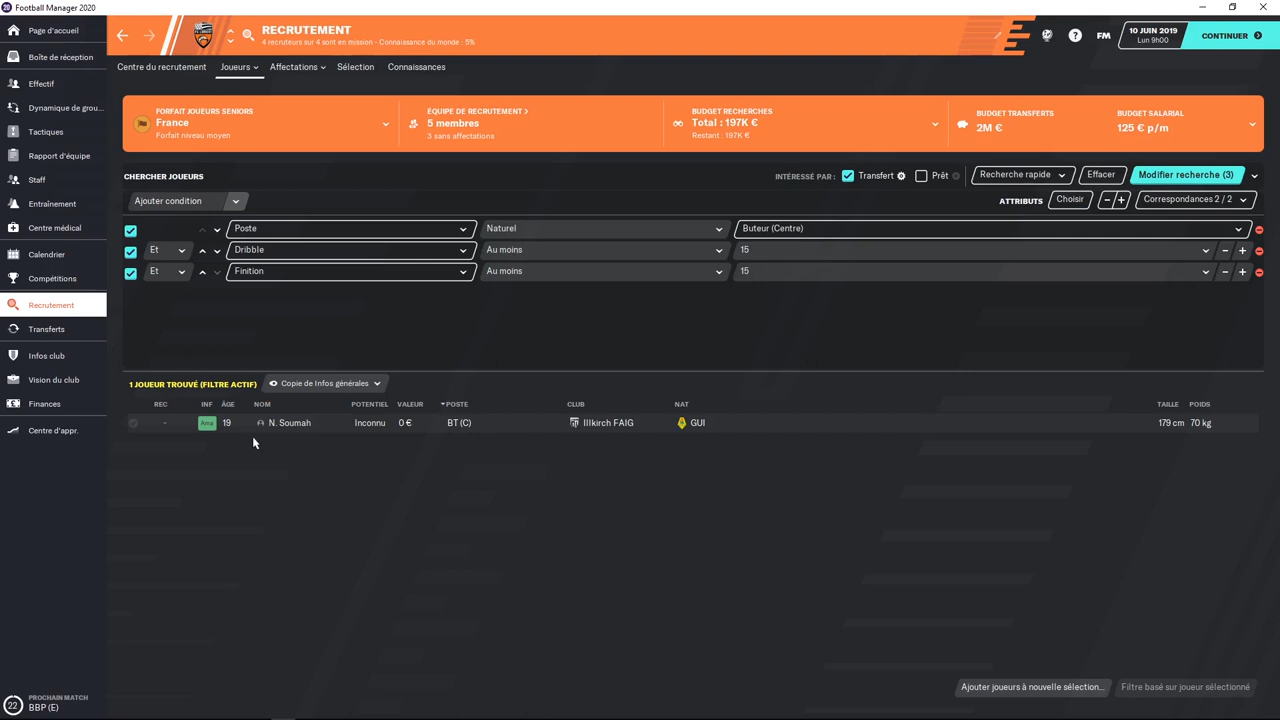 Football Manager 2020
Page d'accueil
Boîte de réception
Effectif
Dynamique de grou...
Tactiques
Rapport d'équipe
Staff
Entraînement
Centre médical
Calendrier
Compétitions
Recrutement
Transferts
Infos club
Vision du club
Finances
Centre d'appr.
22
PROCHAIN MATCH
BBP (E)
RECRUTEMENT
4 recruteurs sur 4 sont en mission - Connaissance du monde : 5%
FM
10 JUIN 2019
Lun 9h00
CONTINUER
Centre du recrutement
Joueurs
Affectations
Sélection
Connaissances
FORFAIT JOUEURS SENIORS
France
Forfait niveau moyen
ÉQUIPE DE RECRUTEMENT >
5 membres
3 sans affectations
BUDGET RECHERCHES
Total : 197K €
Restant : 197K €
BUDGET TRANSFERTS
2M €
BUDGET SALARIAL
125 € p/m
CHERCHER JOUEURS
INTÉRESSÉ PAR :
Transfert
Prêt
Recherche rapide
Effacer
Modifier recherche (3)
Ajouter condition
ATTRIBUTS
Choisir
Correspondances 2 / 2
Poste
Naturel
Buteur (Centre)
Et
Dribble
Au moins
15
Et
Finition
Au moins
15
1 JOUEUR TROUVÉ (FILTRE ACTIF)
Copie de Infos générales
REC
INF
ÂGE
NOM
POTENTIEL
VALEUR
POSTE
CLUB
NAT
TAILLE
POIDS
-
Ama
19
N. Soumah
Inconnu
0 €
BT (C)
Illkirch FAIG
GUI
179 cm
70 kg
Ajouter joueurs à nouvelle sélection...
Filtre basé sur joueur sélectionné